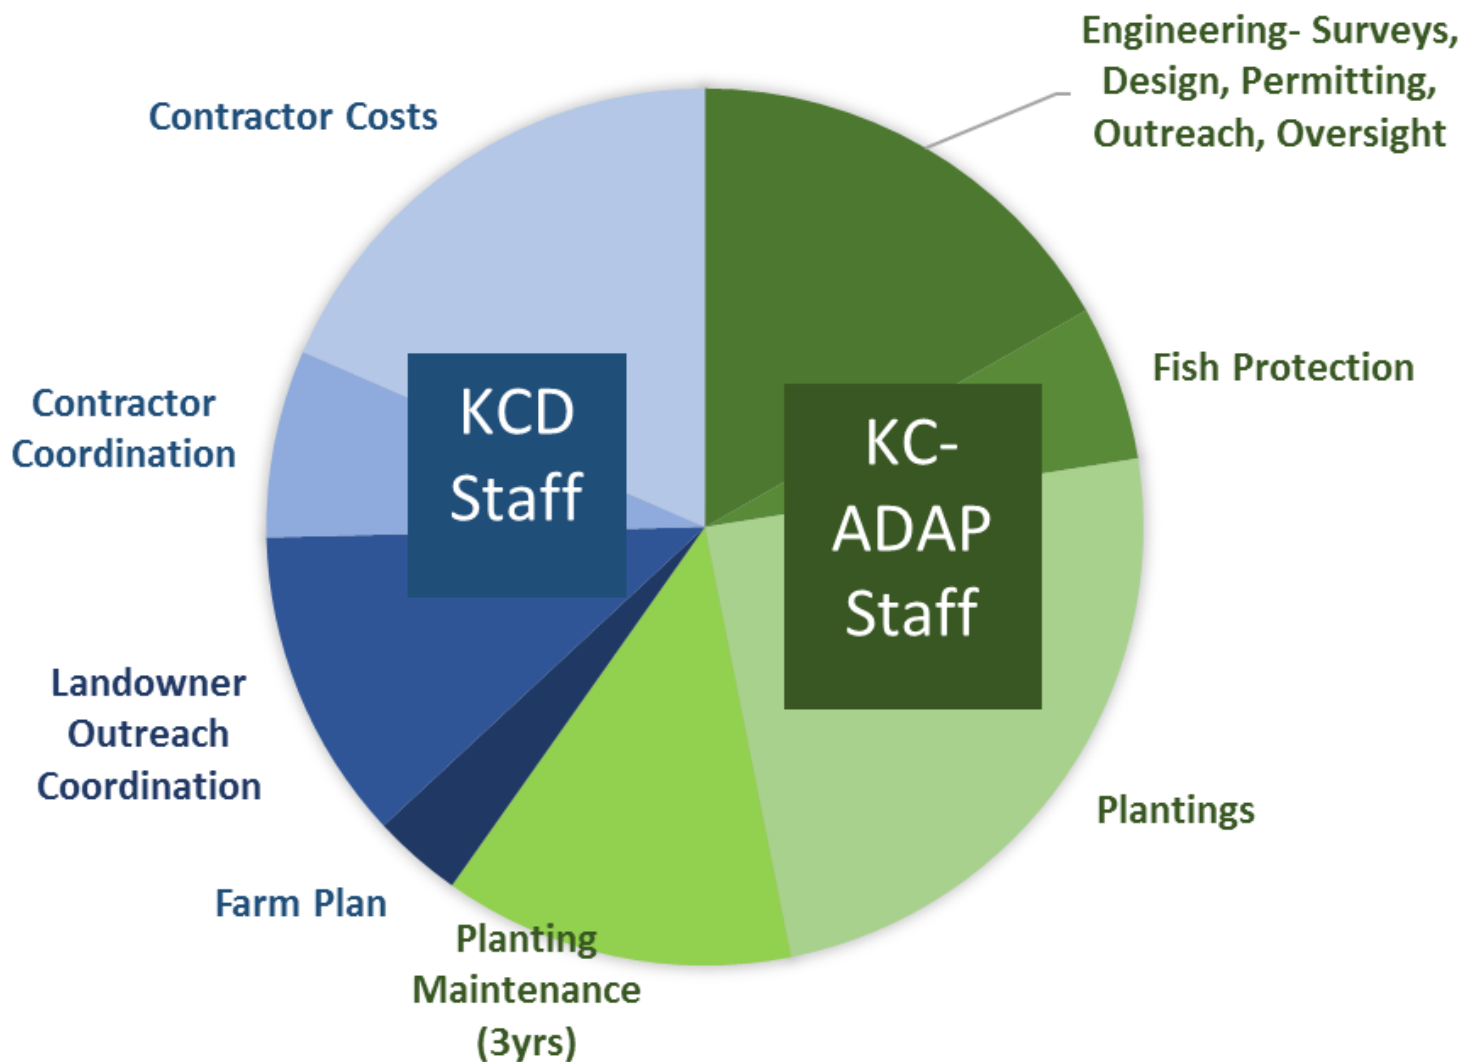 Engineering- Surveys,
Design, Permitting,
Outreach, Oversight
Contractor Costs
Fish Protection
Contractor
Coordination
KCD
Staff
KC-
ADAP
Staff
Landowner
Outreach
Coordination
Plantings
Farm Plan
Planting
Maintenance
(3yrs)